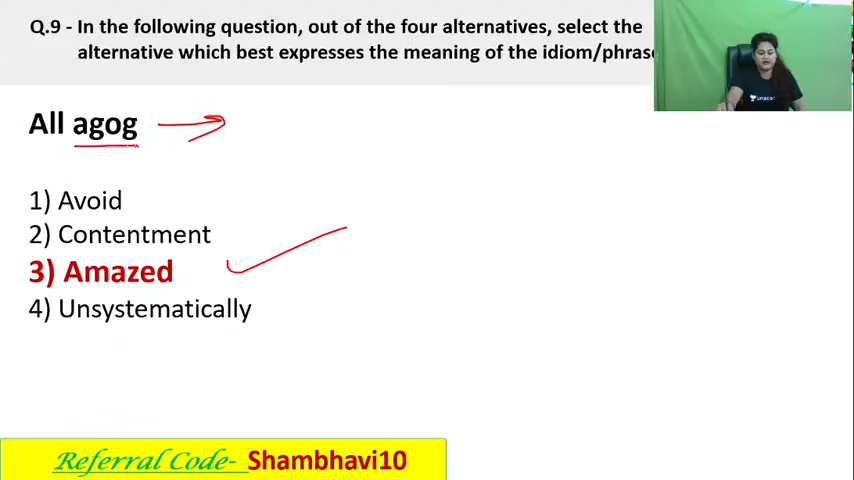 Q.9 - In the following question, out of the four alternatives, select the
alternative which best expresses the meaning of the idiom/phrase
All agog
1) Avoid
2) Contentment
3) Amazed
4) Unsystematically
Referral Code- Shambhavi10